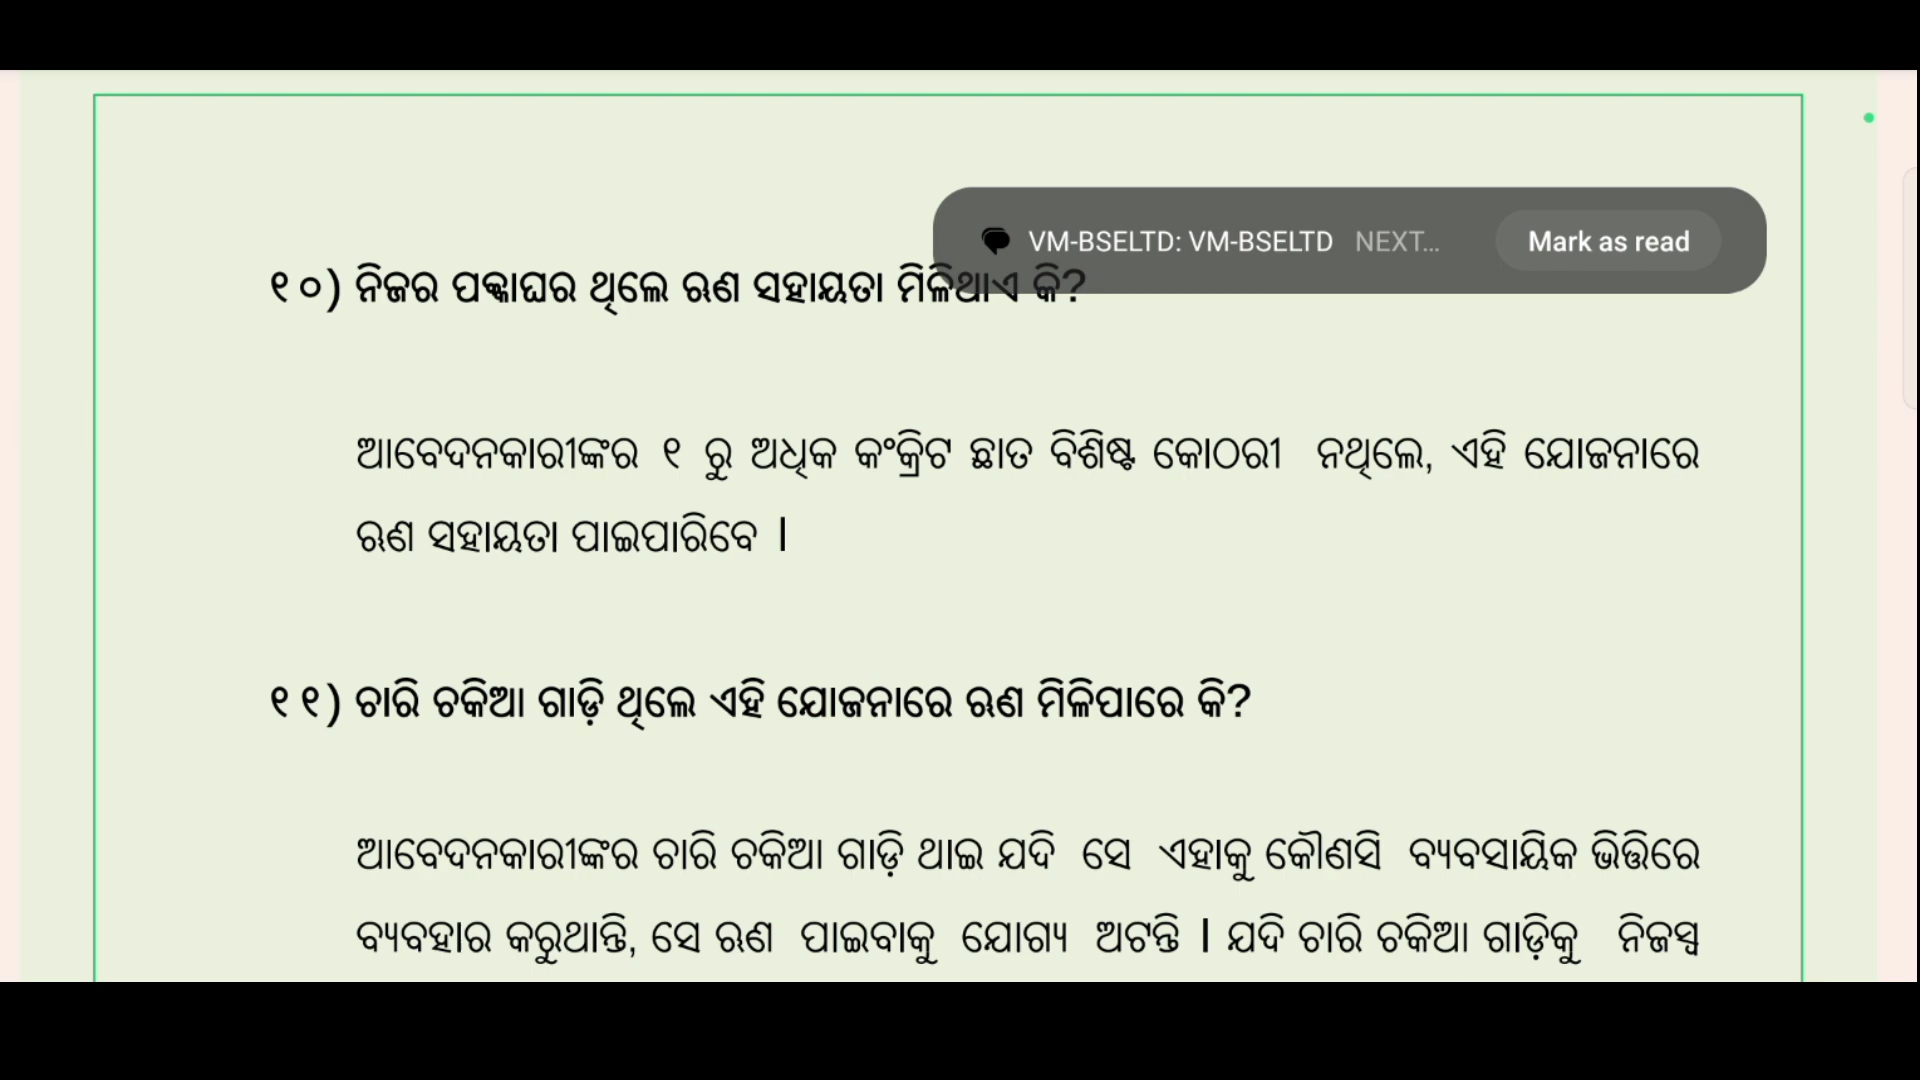 VM-BSELTD: VM-BSELTD NEXT... Mark as read
୧୦) ନିଜର ପକ୍କାଘର ଥିଲେ ଋଣ ସହାୟତା ମିଳିଥାଏ କି?
ଆବେଦନକାରୀଙ୍କର ୧ ରୁ ଅଧିକ କଂକ୍ରିଟ ଛାତ ବିଶିଷ୍ଟ କୋଠରୀ ନଥିଲେ, ଏହି ଯୋଜନାରେ
ଋଣ ସହାୟତା ପାଇପାରିବେ ।
୧୧) ଚାରି ଚକିଆ ଗାଡ଼ି ଥିଲେ ଏହି ଯୋଜନାରେ ଋଣ ମିଳିପାରେ କି?
ଆବେଦନକାରୀଙ୍କର ଚାରି ଚକିଆ ଗାଡ଼ି ଥାଇ ଯଦି ସେ ଏହାକୁ କୌଣସି ବ୍ୟବସାୟିକ ଭିତ୍ତିରେ
ବ୍ୟବହାର କରୁଥାନ୍ତି, ସେ ଋଣ ପାଇବାକୁ ଯୋଗ୍ୟ ଅଟନ୍ତି । ଯଦି ଚାରି ଚକିଆ ଗାଡ଼ିକୁ ନିଜସ୍ୱ